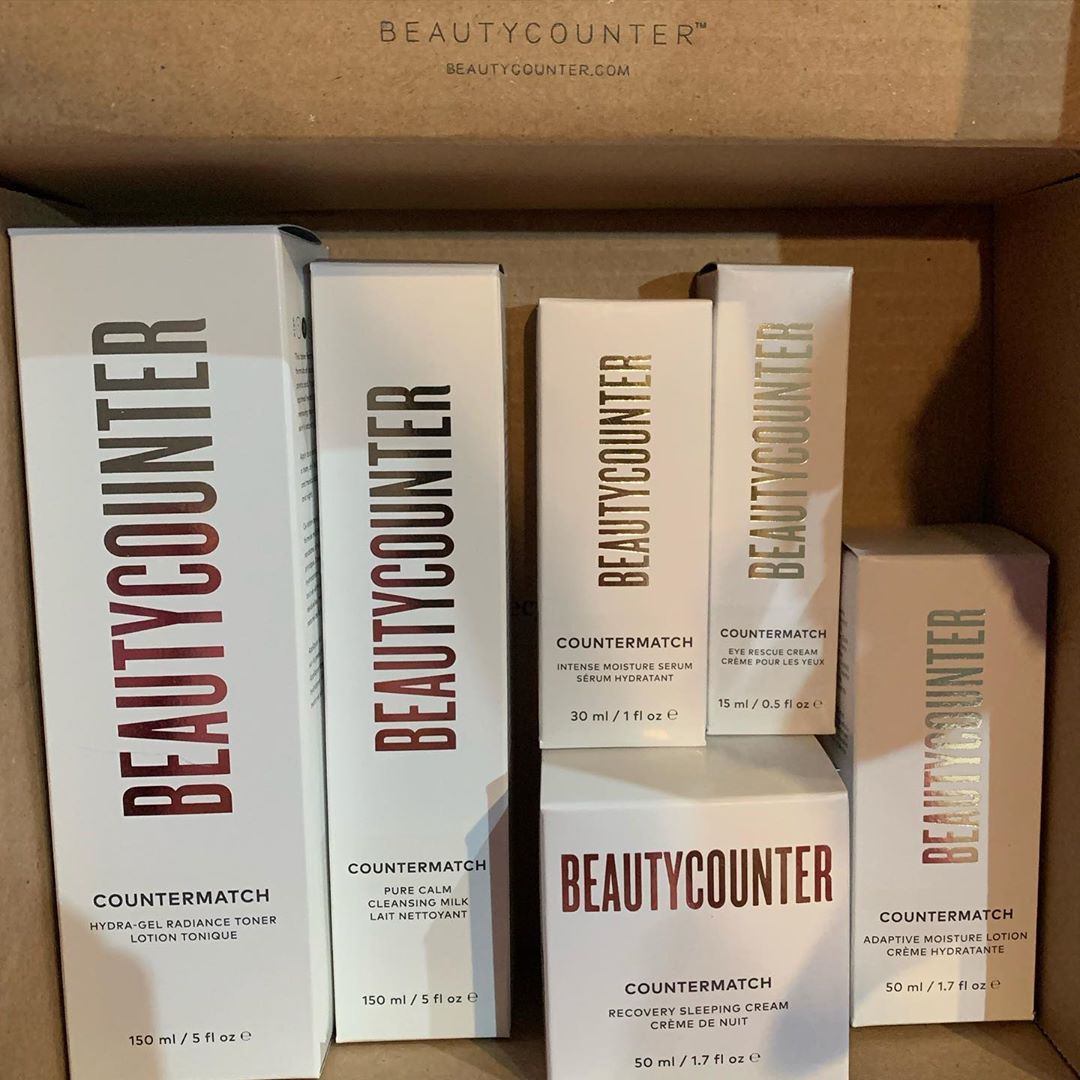 BEAUTYCOUNTER™
BEAUTYCOUNTER.COM
BEAUTYCOUNTER
COUNTERMATCH
HYDRA-GEL RADIANCE TONER
LOTION TONIQUE
150 ml / 5 fl oz ℮
BEAUTYCOUNTER
COUNTERMATCH
PURE CALM
CLEANSING MILK
LAIT NETTOYANT
150 ml / 5 fl oz ℮
BEAUTYCOUNTER
COUNTERMATCH
INTENSE MOISTURE SERUM
SÉRUM HYDRATANT
30 ml / 1 fl oz ℮
BEAUTYCOUNTER
COUNTERMATCH
EYE RESCUE CREAM
CRÈME POUR LES YEUX
15 ml / 0.5 fl oz ℮
BEAUTYCOUNTER
COUNTERMATCH
RECOVERY SLEEPING CREAM
CRÈME DE NUIT
50 ml / 1.7 fl oz ℮
BEAUTYCOUNTER
COUNTERMATCH
ADAPTIVE MOISTURE LOTION
CRÈME HYDRATANTE
50 ml / 1.7 fl oz ℮